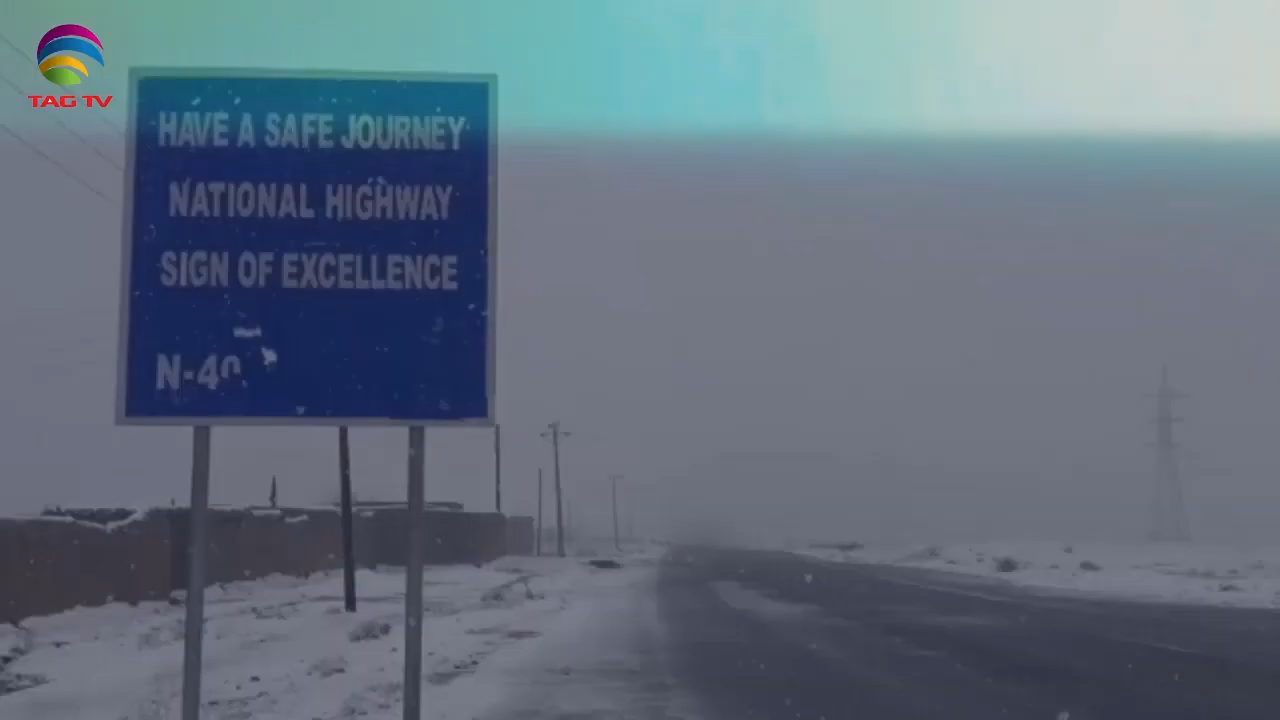 TAG TV
HAVE A SAFE JOURNEY
NATIONAL HIGHWAY
SIGN OF EXCELLENCE